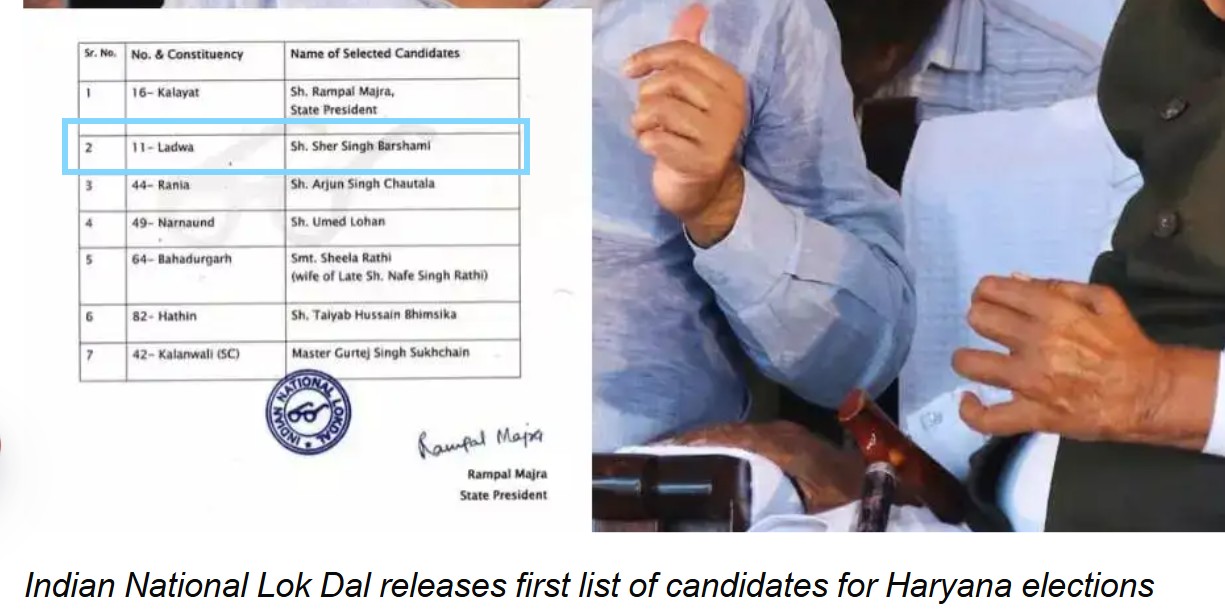 Sr. No. No. & Constituency Name of Selected Candidates
1 16- Kalayat Sh. Rampal Majra,
State President
2 11- Ladwa Sh. Sher Singh Barshami
3 44- Rania Sh. Arjun Singh Chautala
4 49- Narnaund Sh. Umed Lohan
5 64- Bahadurgarh Smt. Sheela Rathi
(wife of Late Sh. Nafe Singh Rathi)
6 82- Hathin Sh. Taiyab Hussain Bhimsika
7 42- Kalanwali (SC) Master Gurtej Singh Sukhchain
INDIAN NATIONAL LOKDAL
Rampal Majra
Rampal Majra
State President
Indian National Lok Dal releases first list of candidates for Haryana elections